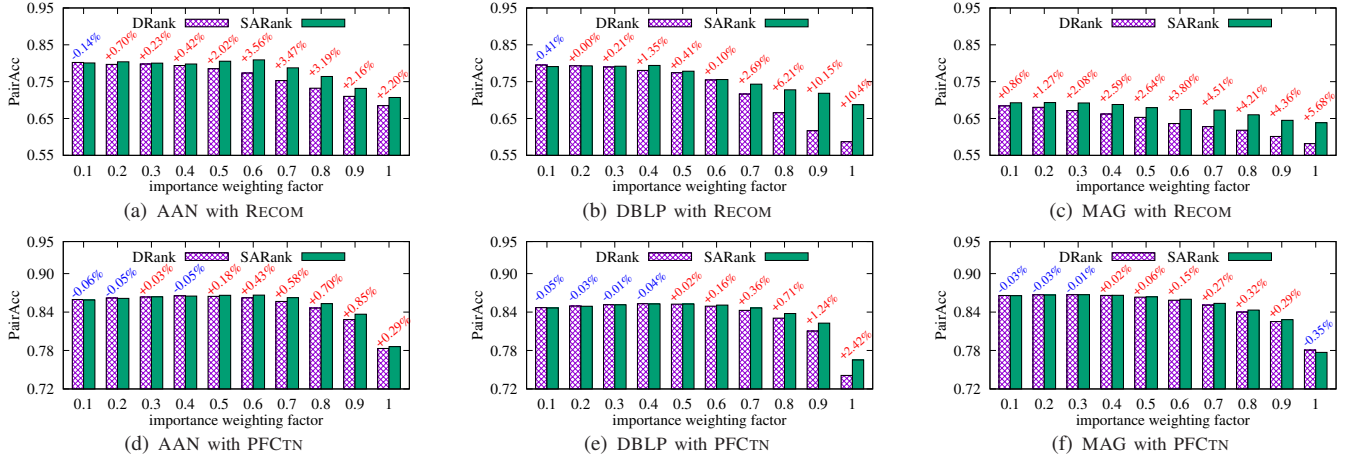 DRank
SARank
PairAcc
0.95
0.85
0.75
0.65
0.55
-0.14%
+0.70%
+0.23%
+0.42%
+2.02%
+3.56%
+3.47%
+3.19%
+2.16%
+2.20%
0.1 0.2 0.3 0.4 0.5 0.6 0.7 0.8 0.9 1
importance weighting factor
(a) AAN with RECOM
DRank
SARank
PairAcc
0.95
0.85
0.75
0.65
0.55
-0.41%
+0.00%
+0.21%
+1.35%
+0.41%
+0.10%
+2.69%
+6.21%
+10.15%
+10.4%
0.1 0.2 0.3 0.4 0.5 0.6 0.7 0.8 0.9 1
importance weighting factor
(b) DBLP with RECOM
DRank
SARank
PairAcc
0.95
0.85
0.75
0.65
0.55
+0.86%
+1.27%
+2.08%
+2.59%
+2.64%
+3.80%
+4.51%
+4.21%
+4.36%
+5.68%
0.1 0.2 0.3 0.4 0.5 0.6 0.7 0.8 0.9 1
importance weighting factor
(c) MAG with RECOM
DRank
SARank
PairAcc
0.95
0.90
0.84
0.78
0.72
-0.06%
-0.05%
+0.03%
-0.05%
+0.18%
+0.43%
+0.58%
+0.70%
+0.85%
+0.29%
0.1 0.2 0.3 0.4 0.5 0.6 0.7 0.8 0.9 1
importance weighting factor
(d) AAN with PFCTN
DRank
SARank
PairAcc
0.95
0.90
0.84
0.78
0.72
-0.05%
-0.03%
-0.01%
-0.04%
+0.02%
+0.16%
+0.36%
+0.71%
+1.24%
+2.42%
0.1 0.2 0.3 0.4 0.5 0.6 0.7 0.8 0.9 1
importance weighting factor
(e) DBLP with PFCTN
DRank
SARank
PairAcc
0.95
0.90
0.84
0.78
0.72
-0.03%
-0.03%
-0.01%
+0.02%
+0.06%
+0.15%
+0.27%
+0.32%
+0.29%
-0.35%
0.1 0.2 0.3 0.4 0.5 0.6 0.7 0.8 0.9 1
importance weighting factor
(f) MAG with PFCTN